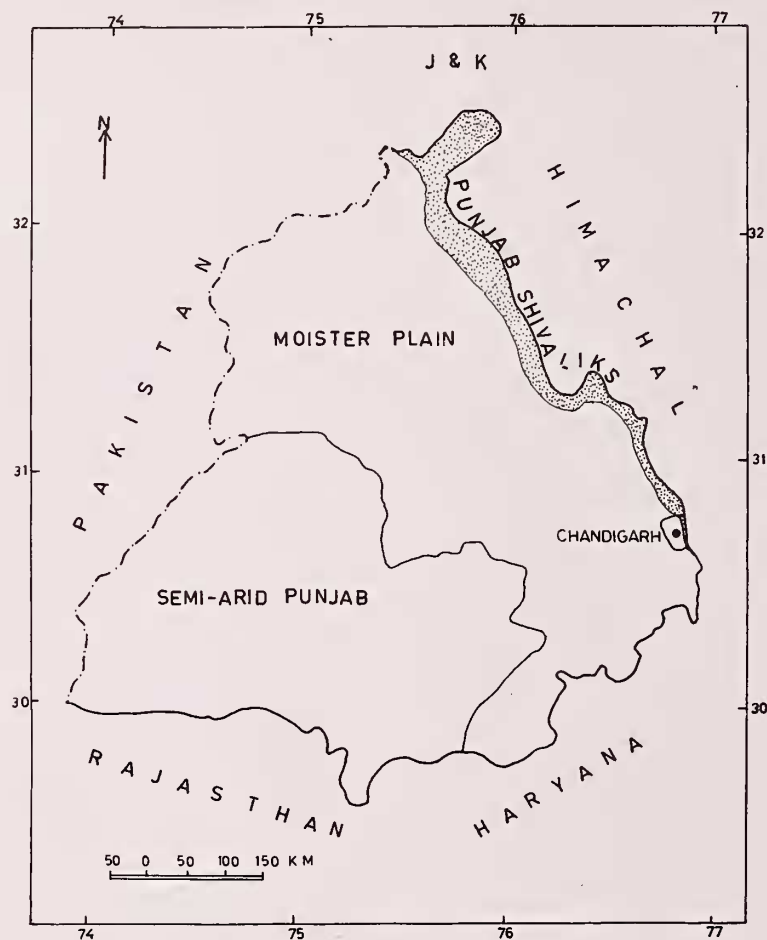 74 75 76 77
J & K
N
HIMACHAL
PUNJAB SHIVALIKS
32 32
PAKISTAN
MOISTER PLAIN
31 31
CHANDIGARH
SEMI-ARID PUNJAB
30 30
RAJASTHAN
HARYANA
50 0 50 100 150 KM
74 75 76 77